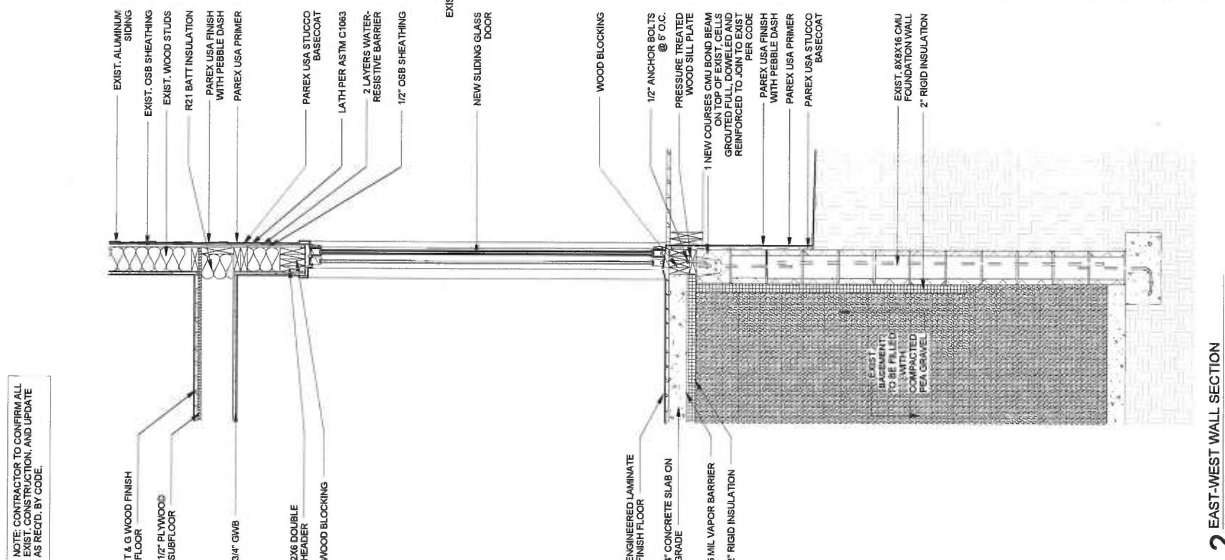 NOTE: CONTRACTOR TO CONFIRM ALL
EXIST. CONSTRUCTION, AND UPDATE
AS REQ'D. BY CODE.
T & G WOOD FINISH
FLOOR
1/2" PLYWOOD
SUBFLOOR
3/4" GWB
2X6 DOUBLE
HEADER
WOOD BLOCKING
ENGINEERED LAMINATE
FINISH FLOOR
4" CONCRETE SLAB ON
GRADE
6 MIL VAPOR BARRIER
2" RIGID INSULATION
EXIST. ALUMINUM
SIDING
EXIST. OSB SHEATHING
EXIST. WOOD STUDS
R21 BATT INSULATION
PAREX USA FINISH
WITH PEBBLE DASH
PAREX USA PRIMER
PAREX USA STUCCO
BASECOAT
LATH PER ASTM C1063
2 LAYERS WATER-
RESISTIVE BARRIER
1/2" OSB SHEATHING
NEW SLIDING GLASS
DOOR
WOOD BLOCKING
1/2" ANCHOR BOLTS
@ 6' O.C.
PRESSURE TREATED
WOOD SILL PLATE
1 NEW COURSES CMU BOND BEAM
ON TOP OF EXIST. CELLS
GROUTED FULL, DOWELED AND
REINFORCED TO JOIN TO EXIST
PER CODE
PAREX USA FINISH
WITH PEBBLE DASH
PAREX USA PRIMER
PAREX USA STUCCO
BASECOAT
EXIST. 8X8X16 CMU
FOUNDATION WALL
2" RIGID INSULATION
EXIST.
BASEMENT
TO BE FILLED
WITH
COMPACTED
PEA GRAVEL
2 EAST-WEST WALL SECTION